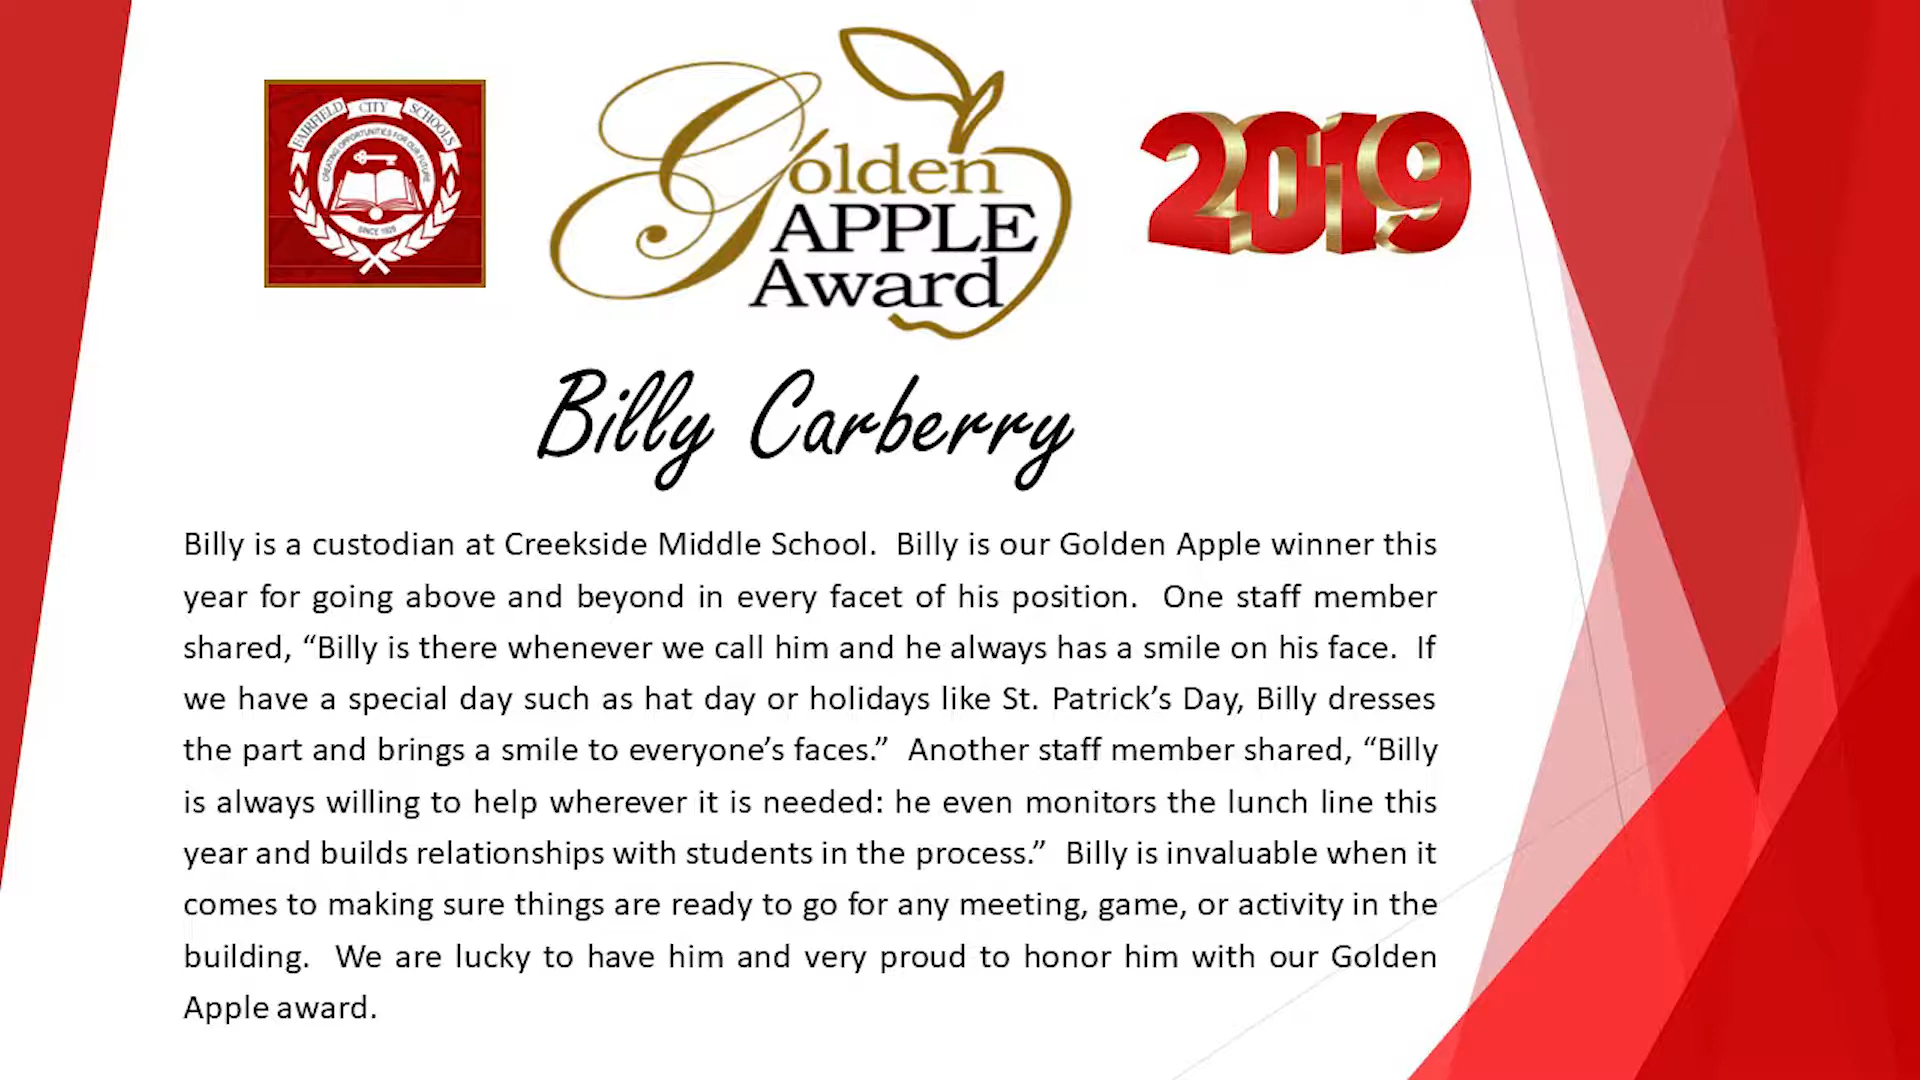 FAIRFIELD CITY SCHOOLS
CREATING OPPORTUNITIES FOR OUR FUTURE
Golden
APPLE
Award
2019
Billy Carberry
Billy is a custodian at Creekside Middle School.  Billy is our Golden Apple winner this
year for going above and beyond in every facet of his position.  One staff member
shared, “Billy is there whenever we call him and he always has a smile on his face.  If
we have a special day such as hat day or holidays like St. Patrick’s Day, Billy dresses
the part and brings a smile to everyone’s faces.”  Another staff member shared, “Billy
is always willing to help wherever it is needed: he even monitors the lunch line this
year and builds relationships with students in the process.”  Billy is invaluable when it
comes to making sure things are ready to go for any meeting, game, or activity in the
building.  We are lucky to have him and very proud to honor him with our Golden
Apple award.